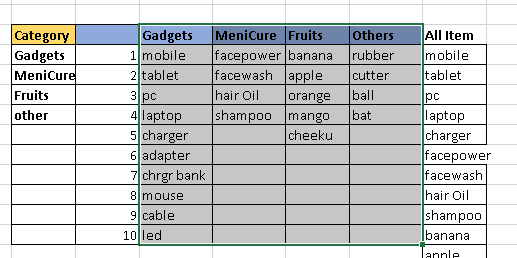 Category Gadgets MeniCure Fruits Others All Item
Gadgets 1 mobile facepower banana rubber mobile
MeniCure 2 tablet facewash apple cutter tablet
Fruits 3 pc hair Oil orange ball pc
other 4 laptop shampoo mango bat laptop
5 charger cheeku charger
6 adapter facepower
7 chrgr bank facewash
8 mouse hair Oil
9 cable shampoo
10 led banana
apple